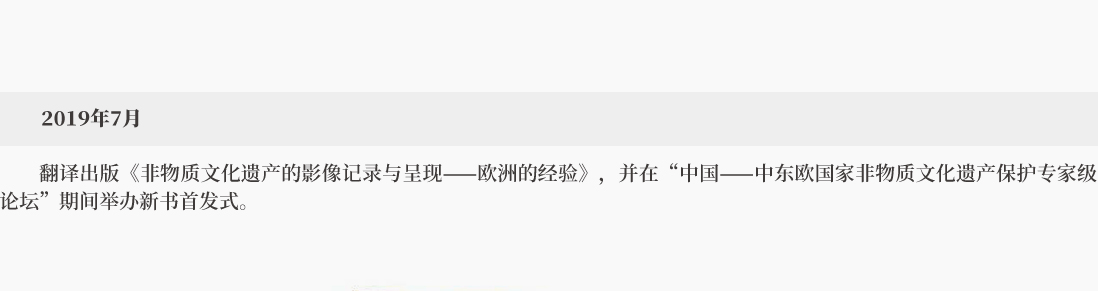 2019年7月
翻译出版《非物质文化遗产的影像记录与呈现——欧洲的经验》，并在“中国——中东欧国家非物质文化遗产保护专家级
论坛”期间举办新书首发式。